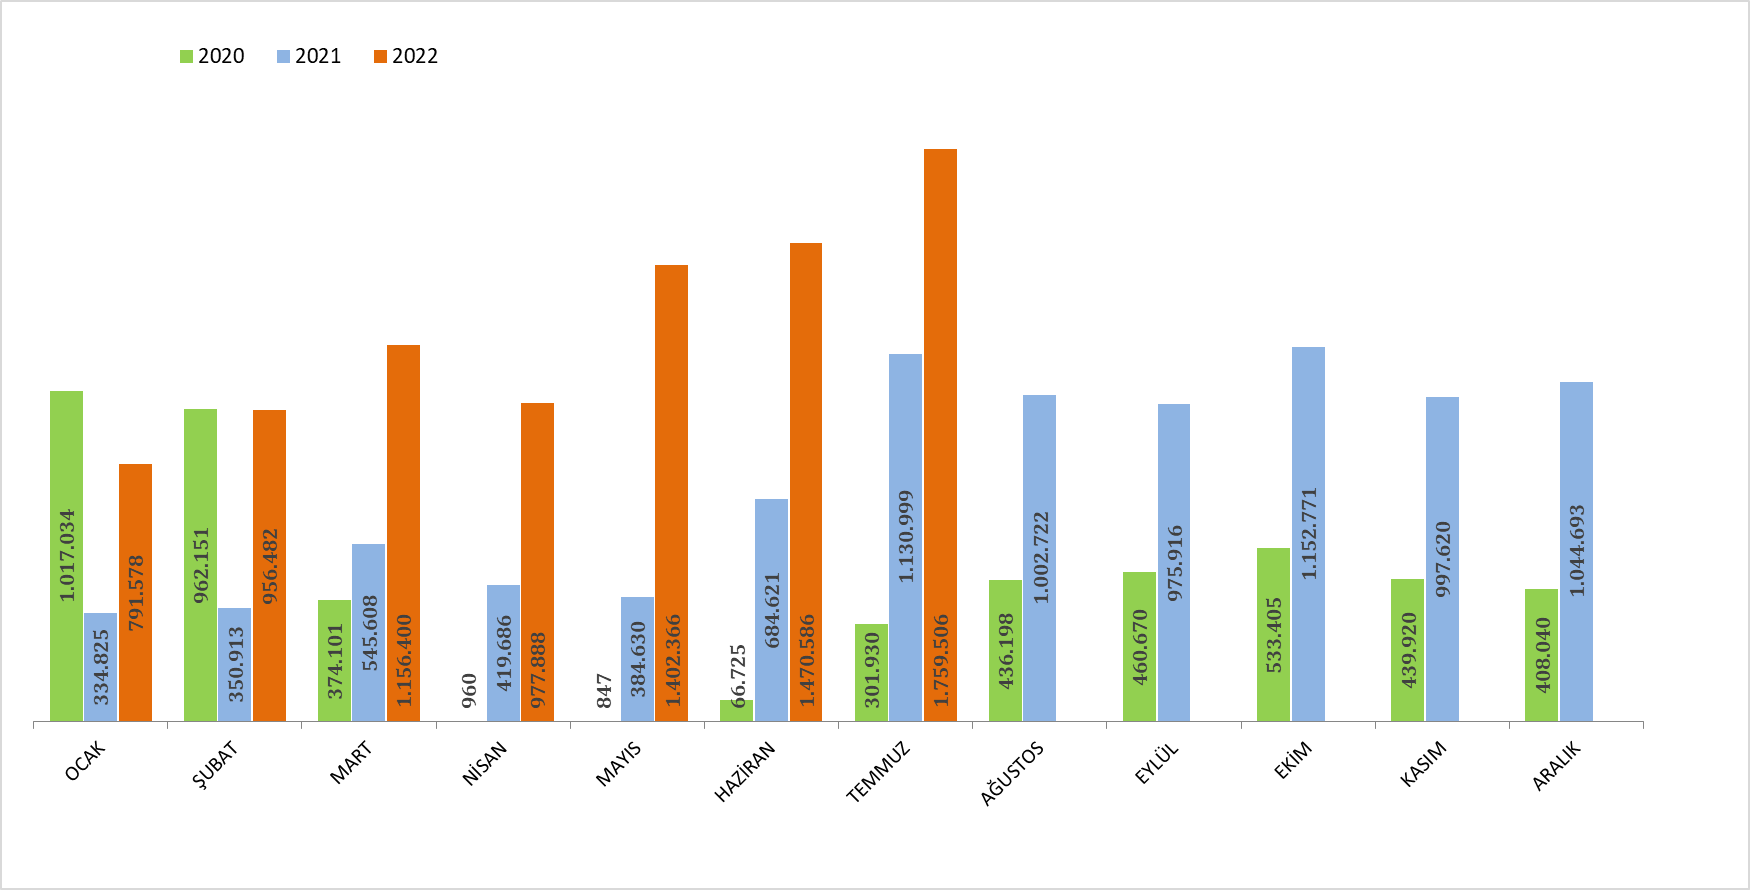 2020 2021 2022
1.017.034
334.825
791.578
962.151
350.913
956.482
374.101
545.608
1.156.400
960
419.686
977.888
847
384.630
1.402.366
66.725
684.621
1.470.586
301.930
1.130.999
1.759.506
436.198
1.002.722
460.670
975.916
533.405
1.152.771
439.920
997.620
408.040
1.044.693
OCAK
ŞUBAT
MART
NİSAN
MAYIS
HAZİRAN
TEMMUZ
AĞUSTOS
EYLÜL
EKİM
KASIM
ARALIK